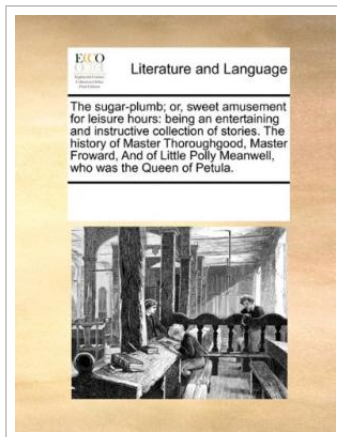 ECCO
Literature and Language
The sugar-plumb; or, sweet amusement
for leisure hours: being an entertaining
and instructive collection of stories. The
history of Master Thoroughgood, Master
Froward, And of Little Polly Meanwell,
who was the Queen of Petula.